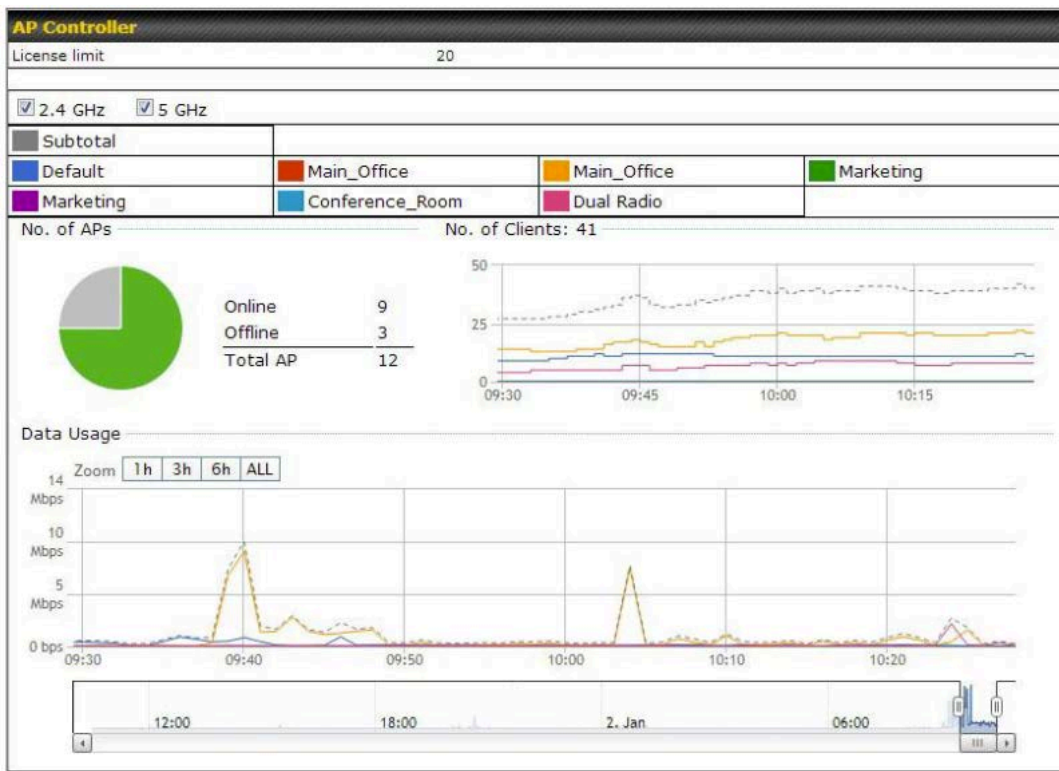 AP Controller
License limit 20
2.4 GHz 5 GHz
Subtotal
Default Main_Office Main_Office Marketing
Marketing Conference_Room Dual Radio
No. of APs No. of Clients: 41
50
25
0
09:30 09:45 10:00 10:15
Online 9
Offline 3
Total AP 12
Data Usage
Zoom 1h 3h 6h ALL
14
Mbps
10
Mbps
5
Mbps
0 bps
09:30 09:40 09:50 10:00 10:10 10:20
12:00 18:00 2. Jan 06:00